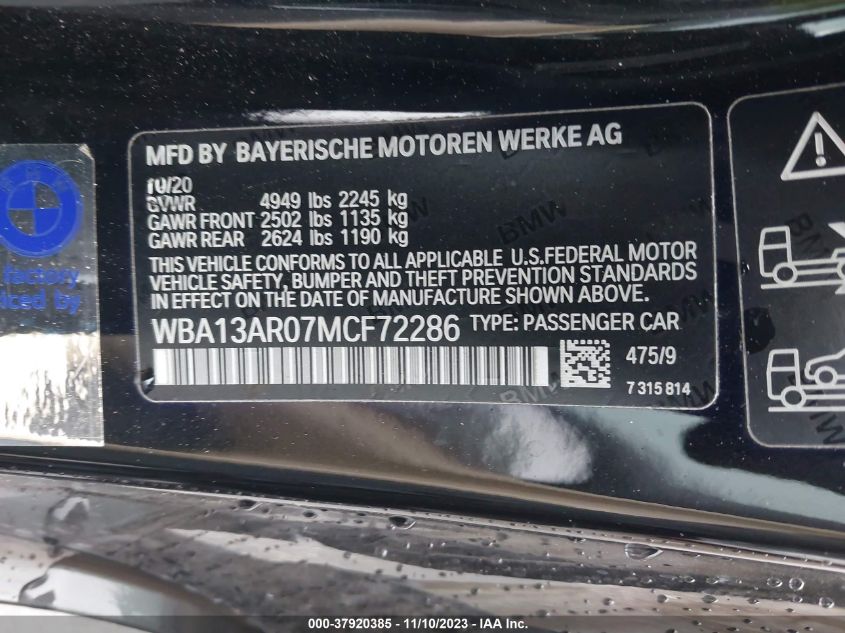 MFD BY BAYERISCHE MOTOREN WERKE AG
10/20
GVWR 4949 lbs 2245 kg
GAWR FRONT 2502 lbs 1135 kg
GAWR REAR 2624 lbs 1190 kg
THIS VEHICLE CONFORMS TO ALL APPLICABLE U.S.FEDERAL MOTOR
VEHICLE SAFETY, BUMPER AND THEFT PREVENTION STANDARDS
IN EFFECT ON THE DATE OF MANUFACTURE SHOWN ABOVE.
WBA13AR07MCF72286 TYPE: PASSENGER CAR
475/9
7 315 814
BMW
factory
by
000-37920385 - 11/10/2023 - IAA Inc.